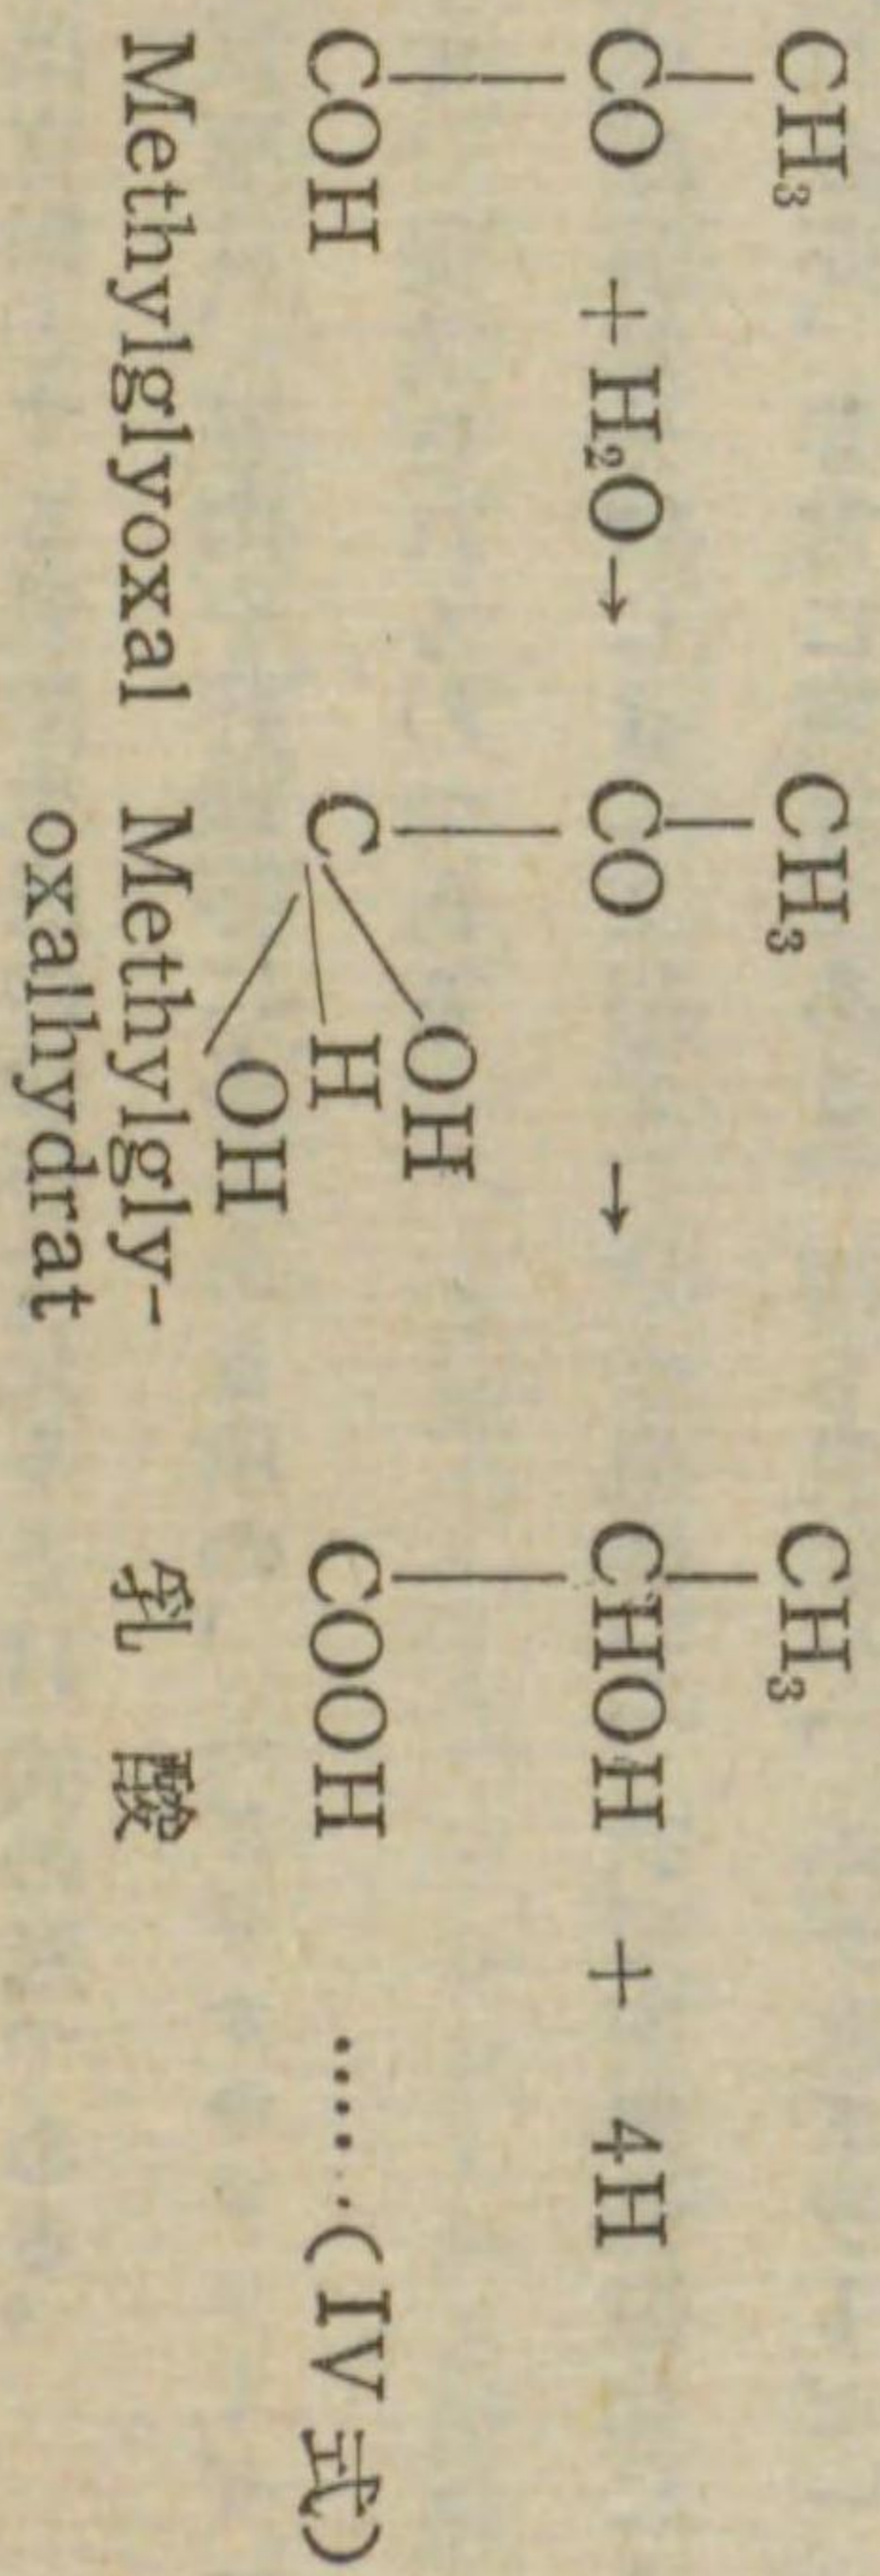 CH₃ CH₃ CH₃
CO + H₂O → CO → CHOH + 4H
OH
COH C H COOH ……(IV 式)
OH
Methylglyoxal Methylgly- 乳 酸
oxalhydrat